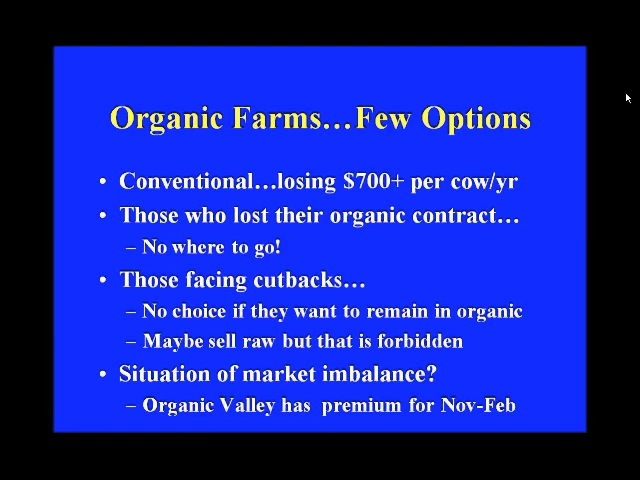 Organic Farms…Few Options
• Conventional…losing $700+ per cow/yr
• Those who lost their organic contract…
– No where to go!
• Those facing cutbacks…
– No choice if they want to remain in organic
– Maybe sell raw but that is forbidden
• Situation of market imbalance?
– Organic Valley has  premium for Nov-Feb